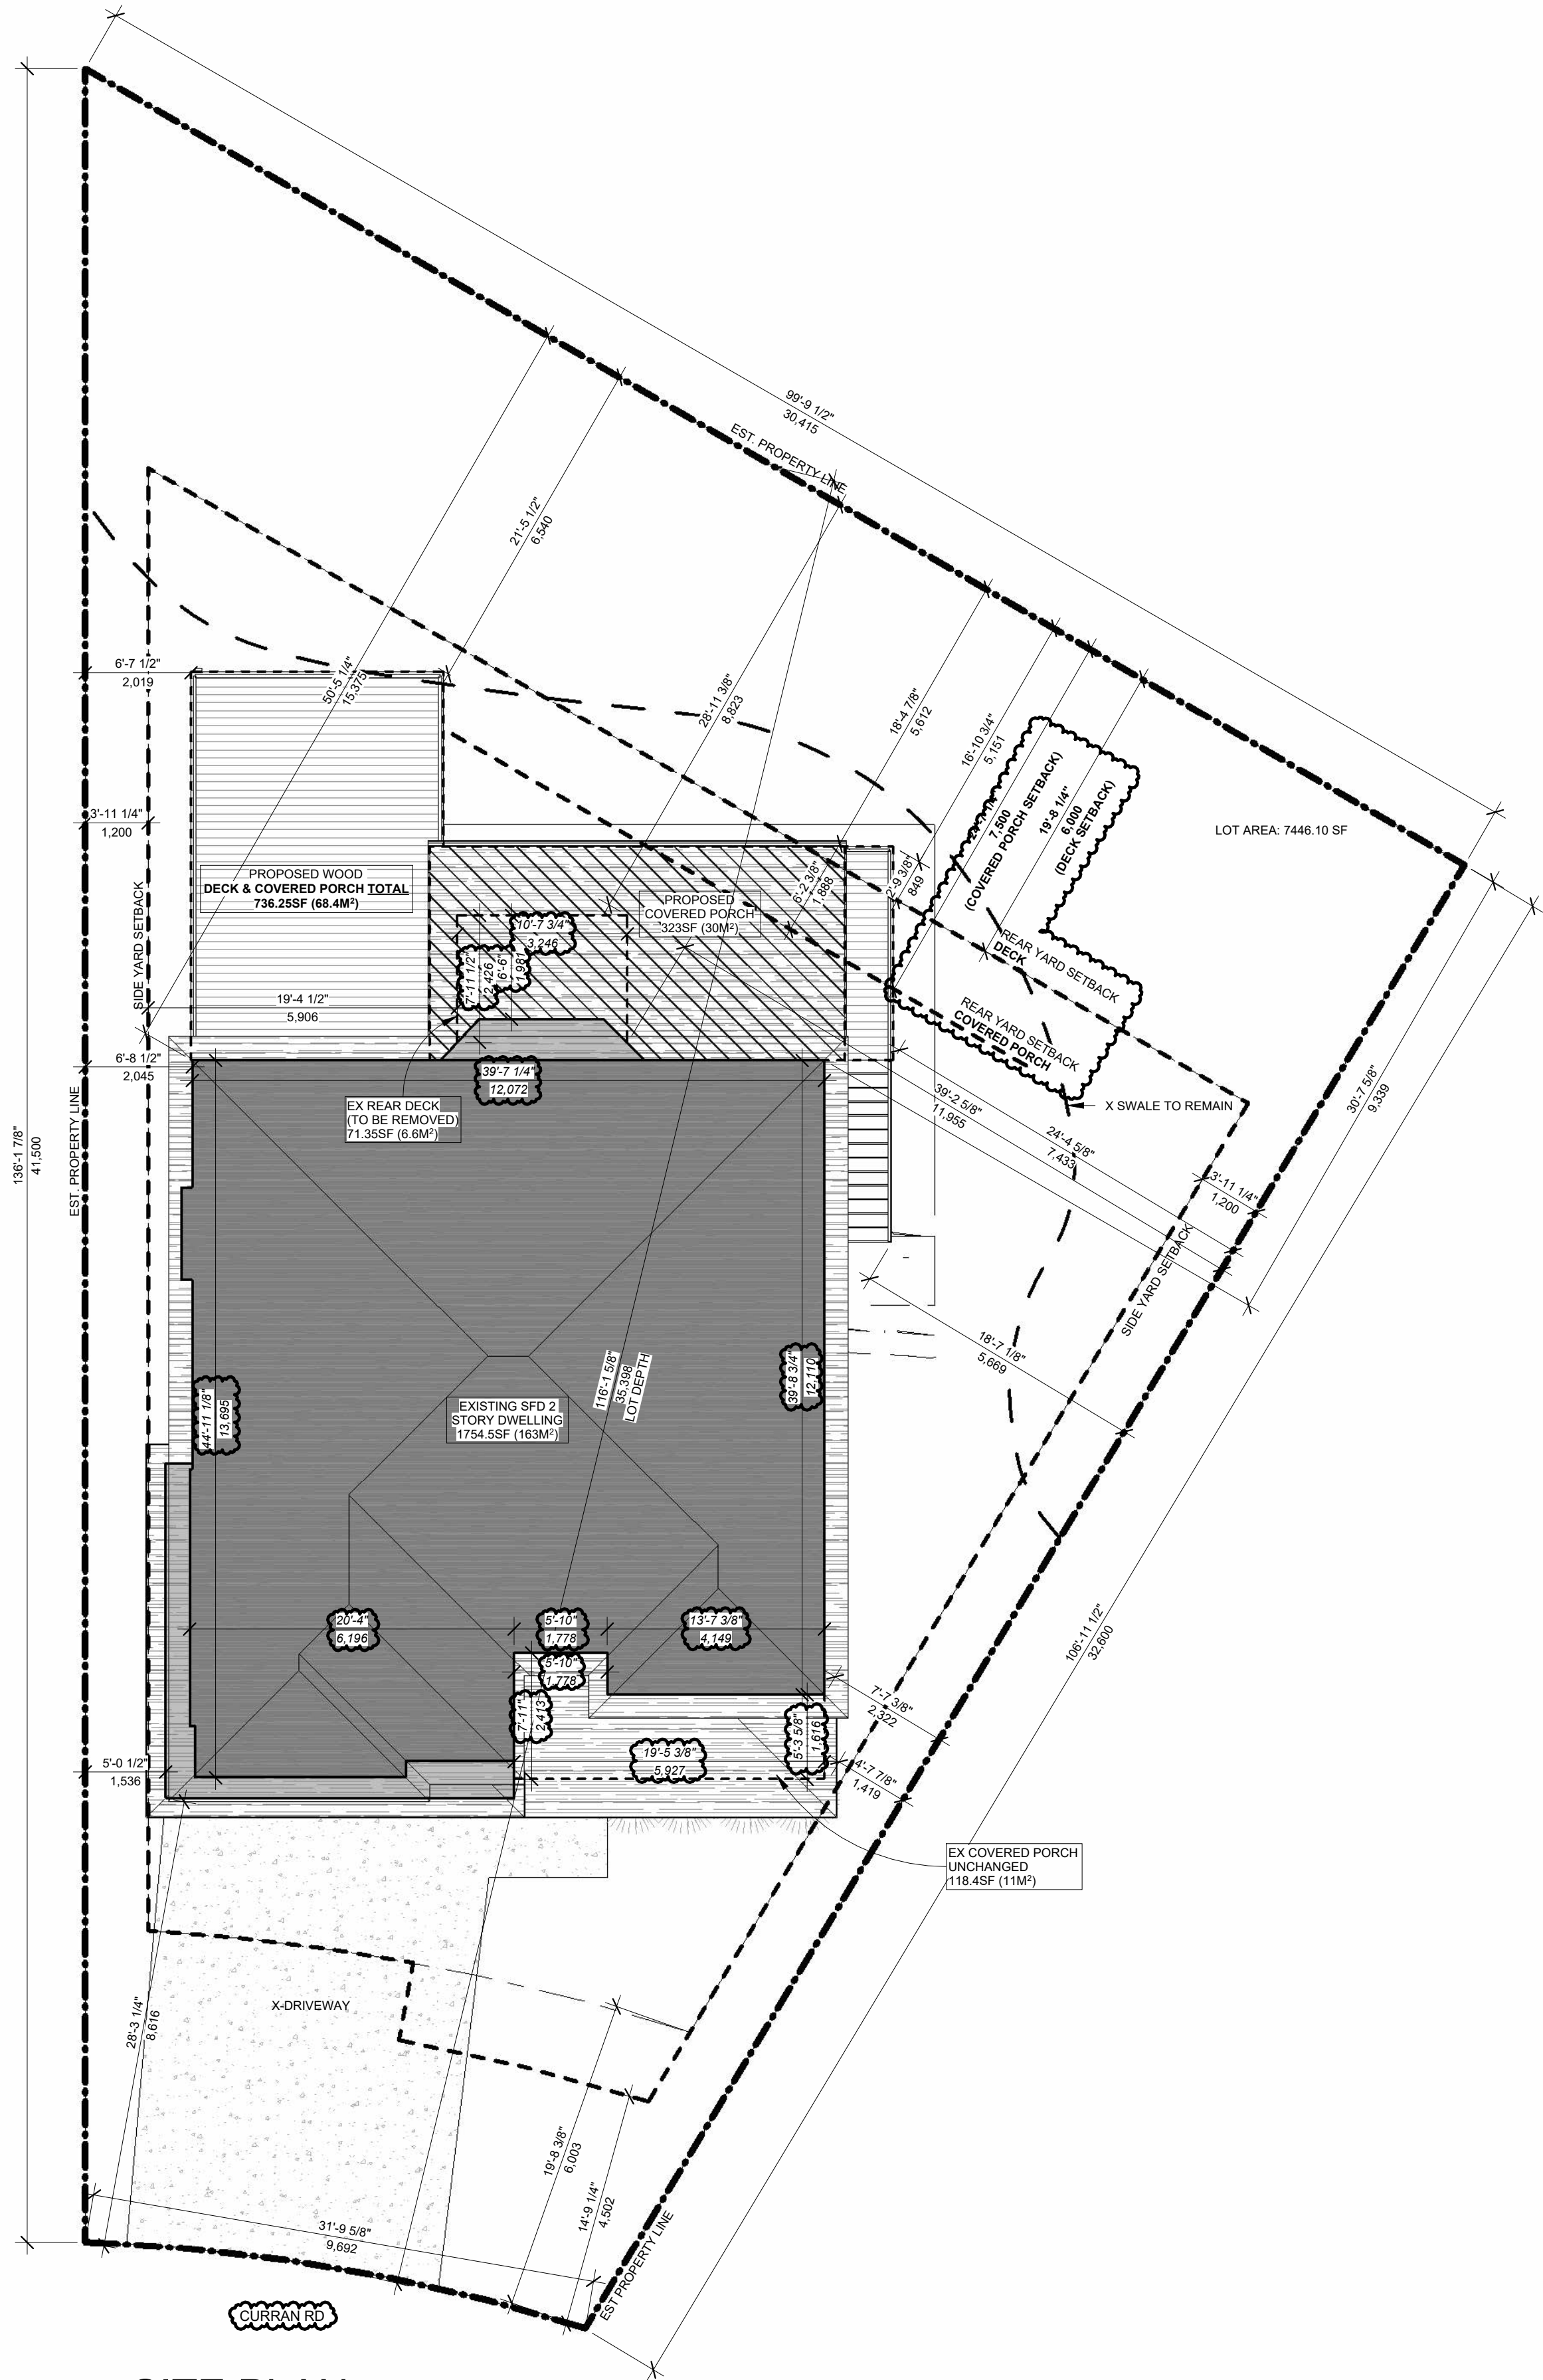 99'-9 1/2"
30,415
EST. PROPERTY LINE
21'-5 1/2"
6,540
50'-5 1/4"
15,375
28'-11 3/8"
8,823
18'-4 7/8"
5,612
16'-10 3/4"
5,151
7,500
(COVERED PORCH SETBACK)
19'-8 1/4"
6,000
(DECK SETBACK)
LOT AREA: 7446.10 SF
6'-7 1/2"
2,019
3'-11 1/4"
1,200
SIDE YARD SETBACK
PROPOSED WOOD
DECK & COVERED PORCH TOTAL
736.25SF (68.4M²)
PROPOSED
COVERED PORCH
323SF (30M²)
6'-2 3/8"
1,888
2'-9 3/8"
849
10'-7 3/4"
3,246
7'-11 1/2"
2,426
6'-6"
1,981
REAR YARD SETBACK
DECK
REAR YARD SETBACK
COVERED PORCH
19'-4 1/2"
5,906
6'-8 1/2"
2,045
39'-7 1/4"
12,072
EX REAR DECK
(TO BE REMOVED)
71.35SF (6.6M²)
X SWALE TO REMAIN
39'-2 5/8"
11,955
24'-4 5/8"
7,433
3'-11 1/4"
1,200
30'-7 5/8"
9,339
136'-1 7/8"
41,500
EST. PROPERTY LINE
SIDE YARD SETBACK
18'-7 1/8"
5,669
116'-1 5/8"
35,398
LOT DEPTH
39'-8 3/4"
12,110
44'-11 1/8"
13,695
EXISTING SFD 2
STORY DWELLING
1754.5SF (163M²)
20'-4"
6,196
5'-10"
1,778
13'-7 3/8"
4,149
5'-10"
1,778
7'-11"
2,413
106'-11 1/2"
32,600
7'-7 3/8"
2,322
5'-3 5/8"
1,616
19'-5 3/8"
5,927
4'-7 7/8"
1,419
5'-0 1/2"
1,536
EX COVERED PORCH
UNCHANGED
118.4SF (11M²)
X-DRIVEWAY
28'-3 1/4"
8,616
19'-8 3/8"
6,003
14'-9 1/4"
4,502
31'-9 5/8"
9,692
EST PROPERTY LINE
CURRAN RD